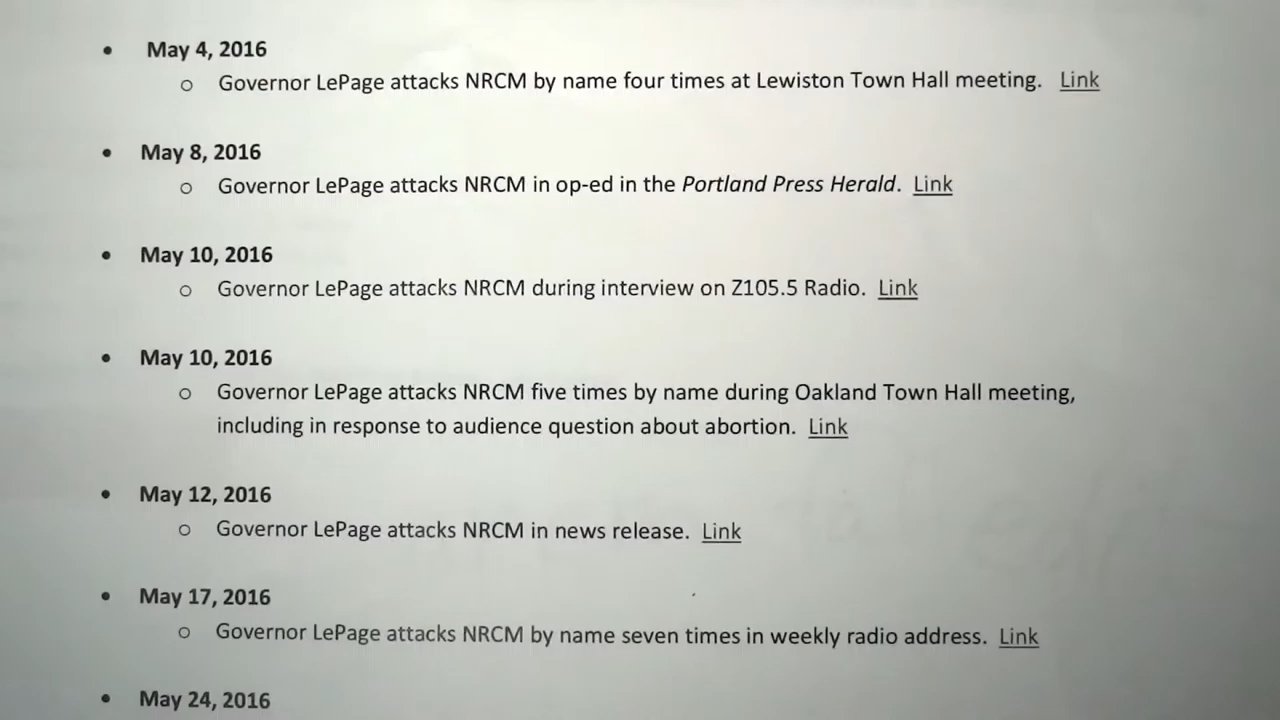 • May 4, 2016
o Governor LePage attacks NRCM by name four times at Lewiston Town Hall meeting. Link
• May 8, 2016
o Governor LePage attacks NRCM in op-ed in the Portland Press Herald. Link
• May 10, 2016
o Governor LePage attacks NRCM during interview on Z105.5 Radio. Link
• May 10, 2016
o Governor LePage attacks NRCM five times by name during Oakland Town Hall meeting,
including in response to audience question about abortion. Link
• May 12, 2016
o Governor LePage attacks NRCM in news release. Link
• May 17, 2016
o Governor LePage attacks NRCM by name seven times in weekly radio address. Link
• May 24, 2016